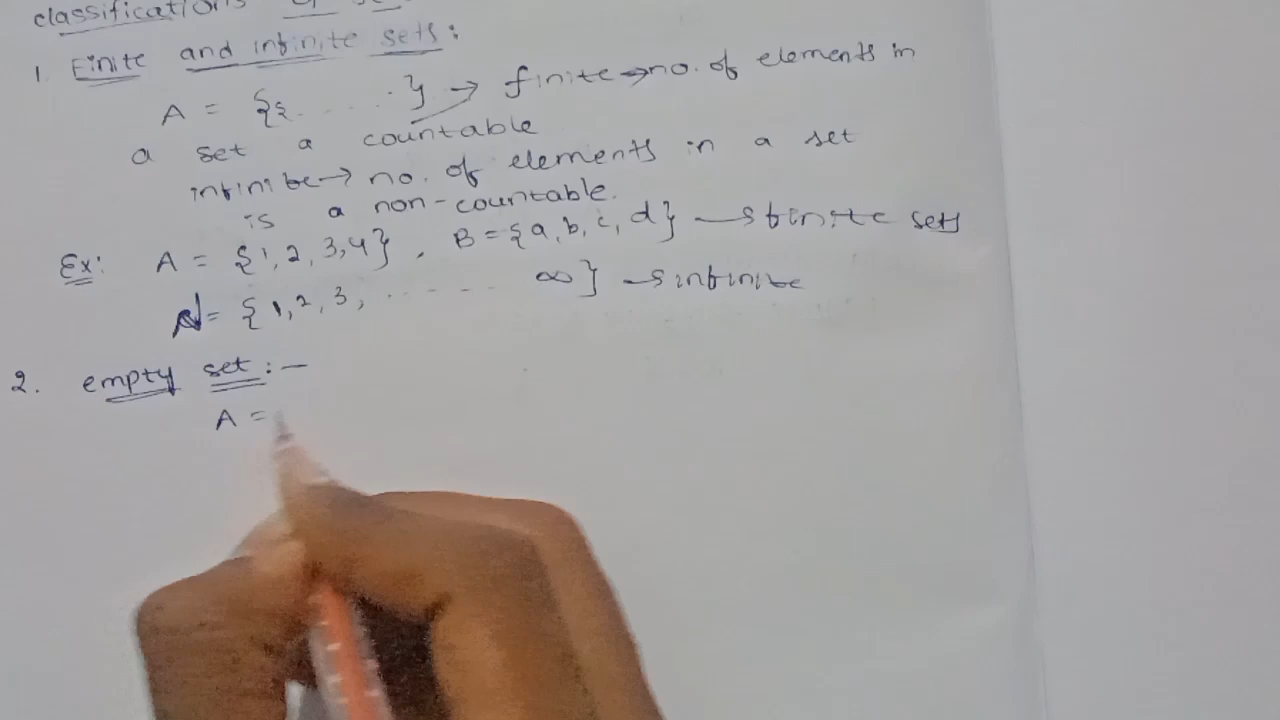 classifications of
1. Finite and infinite sets:
A = {ξ......} → finite → no. of elements in
a set a countable
infinite → no. of elements in a set
is a non-countable.
Ex: A = {1, 2, 3, 4}, B = {a, b, c, d} → finite sets
N = {1, 2, 3, ....... ∞} → infinite
2. empty set :-
A =